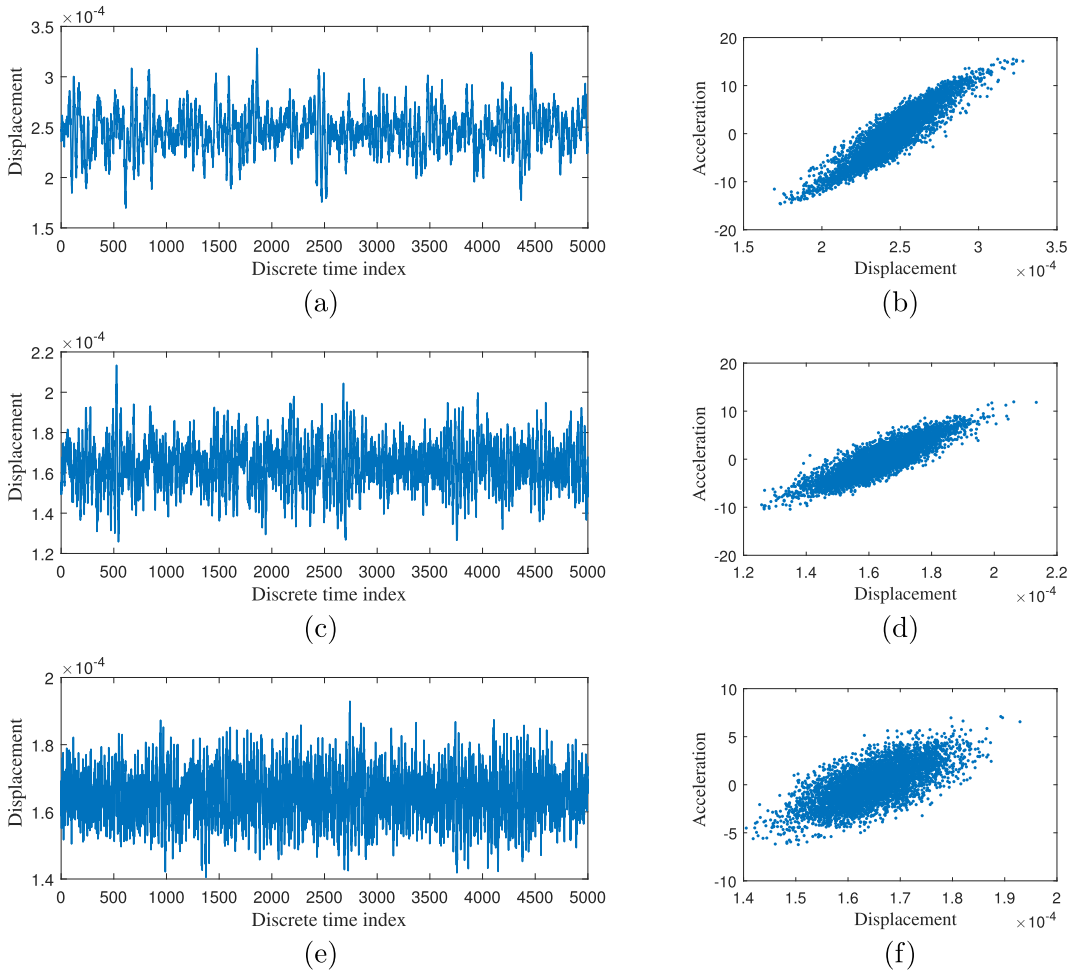 ×10⁻⁴
3.5
3
2.5
2
1.5
Displacement
0 500 1000 1500 2000 2500 3000 3500 4000 4500 5000
Discrete time index
(a)
20
10
0
-10
-20
Acceleration
1.5 2 2.5 3 3.5
Displacement ×10⁻⁴
(b)
×10⁻⁴
2.2
2
1.8
1.6
1.4
1.2
Displacement
0 500 1000 1500 2000 2500 3000 3500 4000 4500 5000
Discrete time index
(c)
20
10
0
-10
-20
Acceleration
1.2 1.4 1.6 1.8 2 2.2
Displacement ×10⁻⁴
(d)
×10⁻⁴
2
1.8
1.6
1.4
Displacement
0 500 1000 1500 2000 2500 3000 3500 4000 4500 5000
Discrete time index
(e)
10
5
0
-5
-10
Acceleration
1.4 1.5 1.6 1.7 1.8 1.9 2
Displacement ×10⁻⁴
(f)